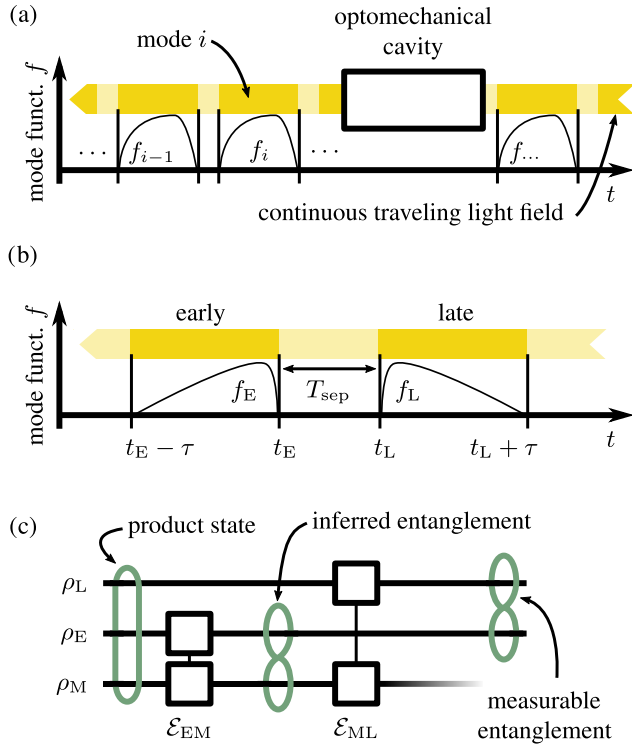 (a)
optomechanical
cavity
mode i
mode funct. f
. . .
f_{i−1}
f_i
. . .
f_{...}
t
continuous traveling light field
(b)
early
late
mode funct. f
f_E
T_sep
f_L
t_E − τ
t_E
t_L
t_L + τ
t
(c)
product state
inferred entanglement
ρ_L
ρ_E
ρ_M
ℰ_EM
ℰ_ML
measurable
entanglement